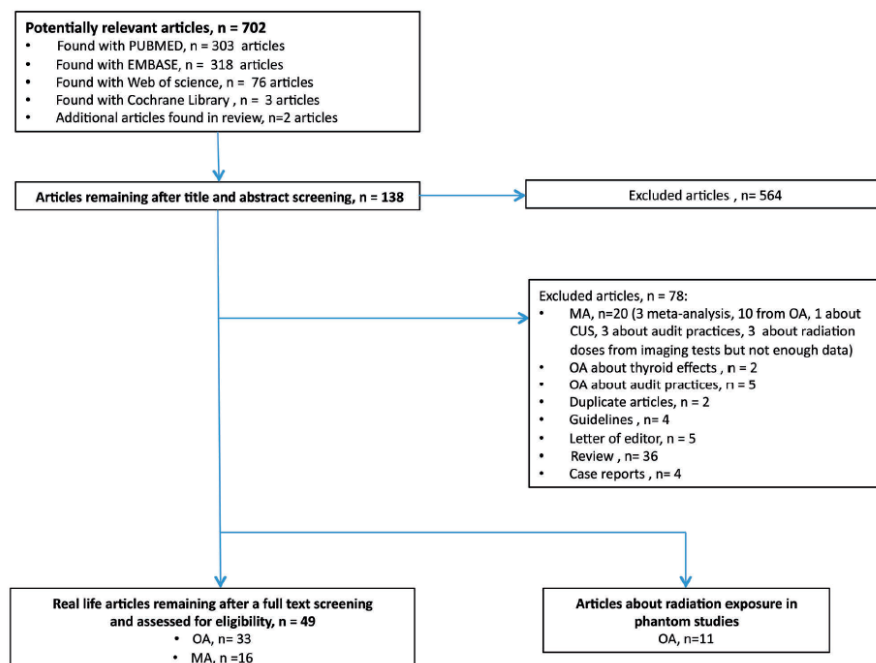 Potentially relevant articles, n = 702
• Found with PUBMED, n = 303 articles
• Found with EMBASE, n = 318 articles
• Found with Web of science, n = 76 articles
• Found with Cochrane Library , n = 3 articles
• Additional articles found in review, n=2 articles
Articles remaining after title and abstract screening, n = 138
Excluded articles , n= 564
Excluded articles, n = 78:
• MA, n=20 (3 meta-analysis, 10 from OA, 1 about
CUS, 3 about audit practices, 3 about radiation
doses from imaging tests but not enough data)
• OA about thyroid effects , n = 2
• OA about audit practices, n = 5
• Duplicate articles, n = 2
• Guidelines , n = 4
• Letter of editor, n = 5
• Review , n= 36
• Case reports , n= 4
Real life articles remaining after a full text screening
and assessed for eligibility, n = 49
• OA, n= 33
• MA, n =16
Articles about radiation exposure in
phantom studies
OA, n=11